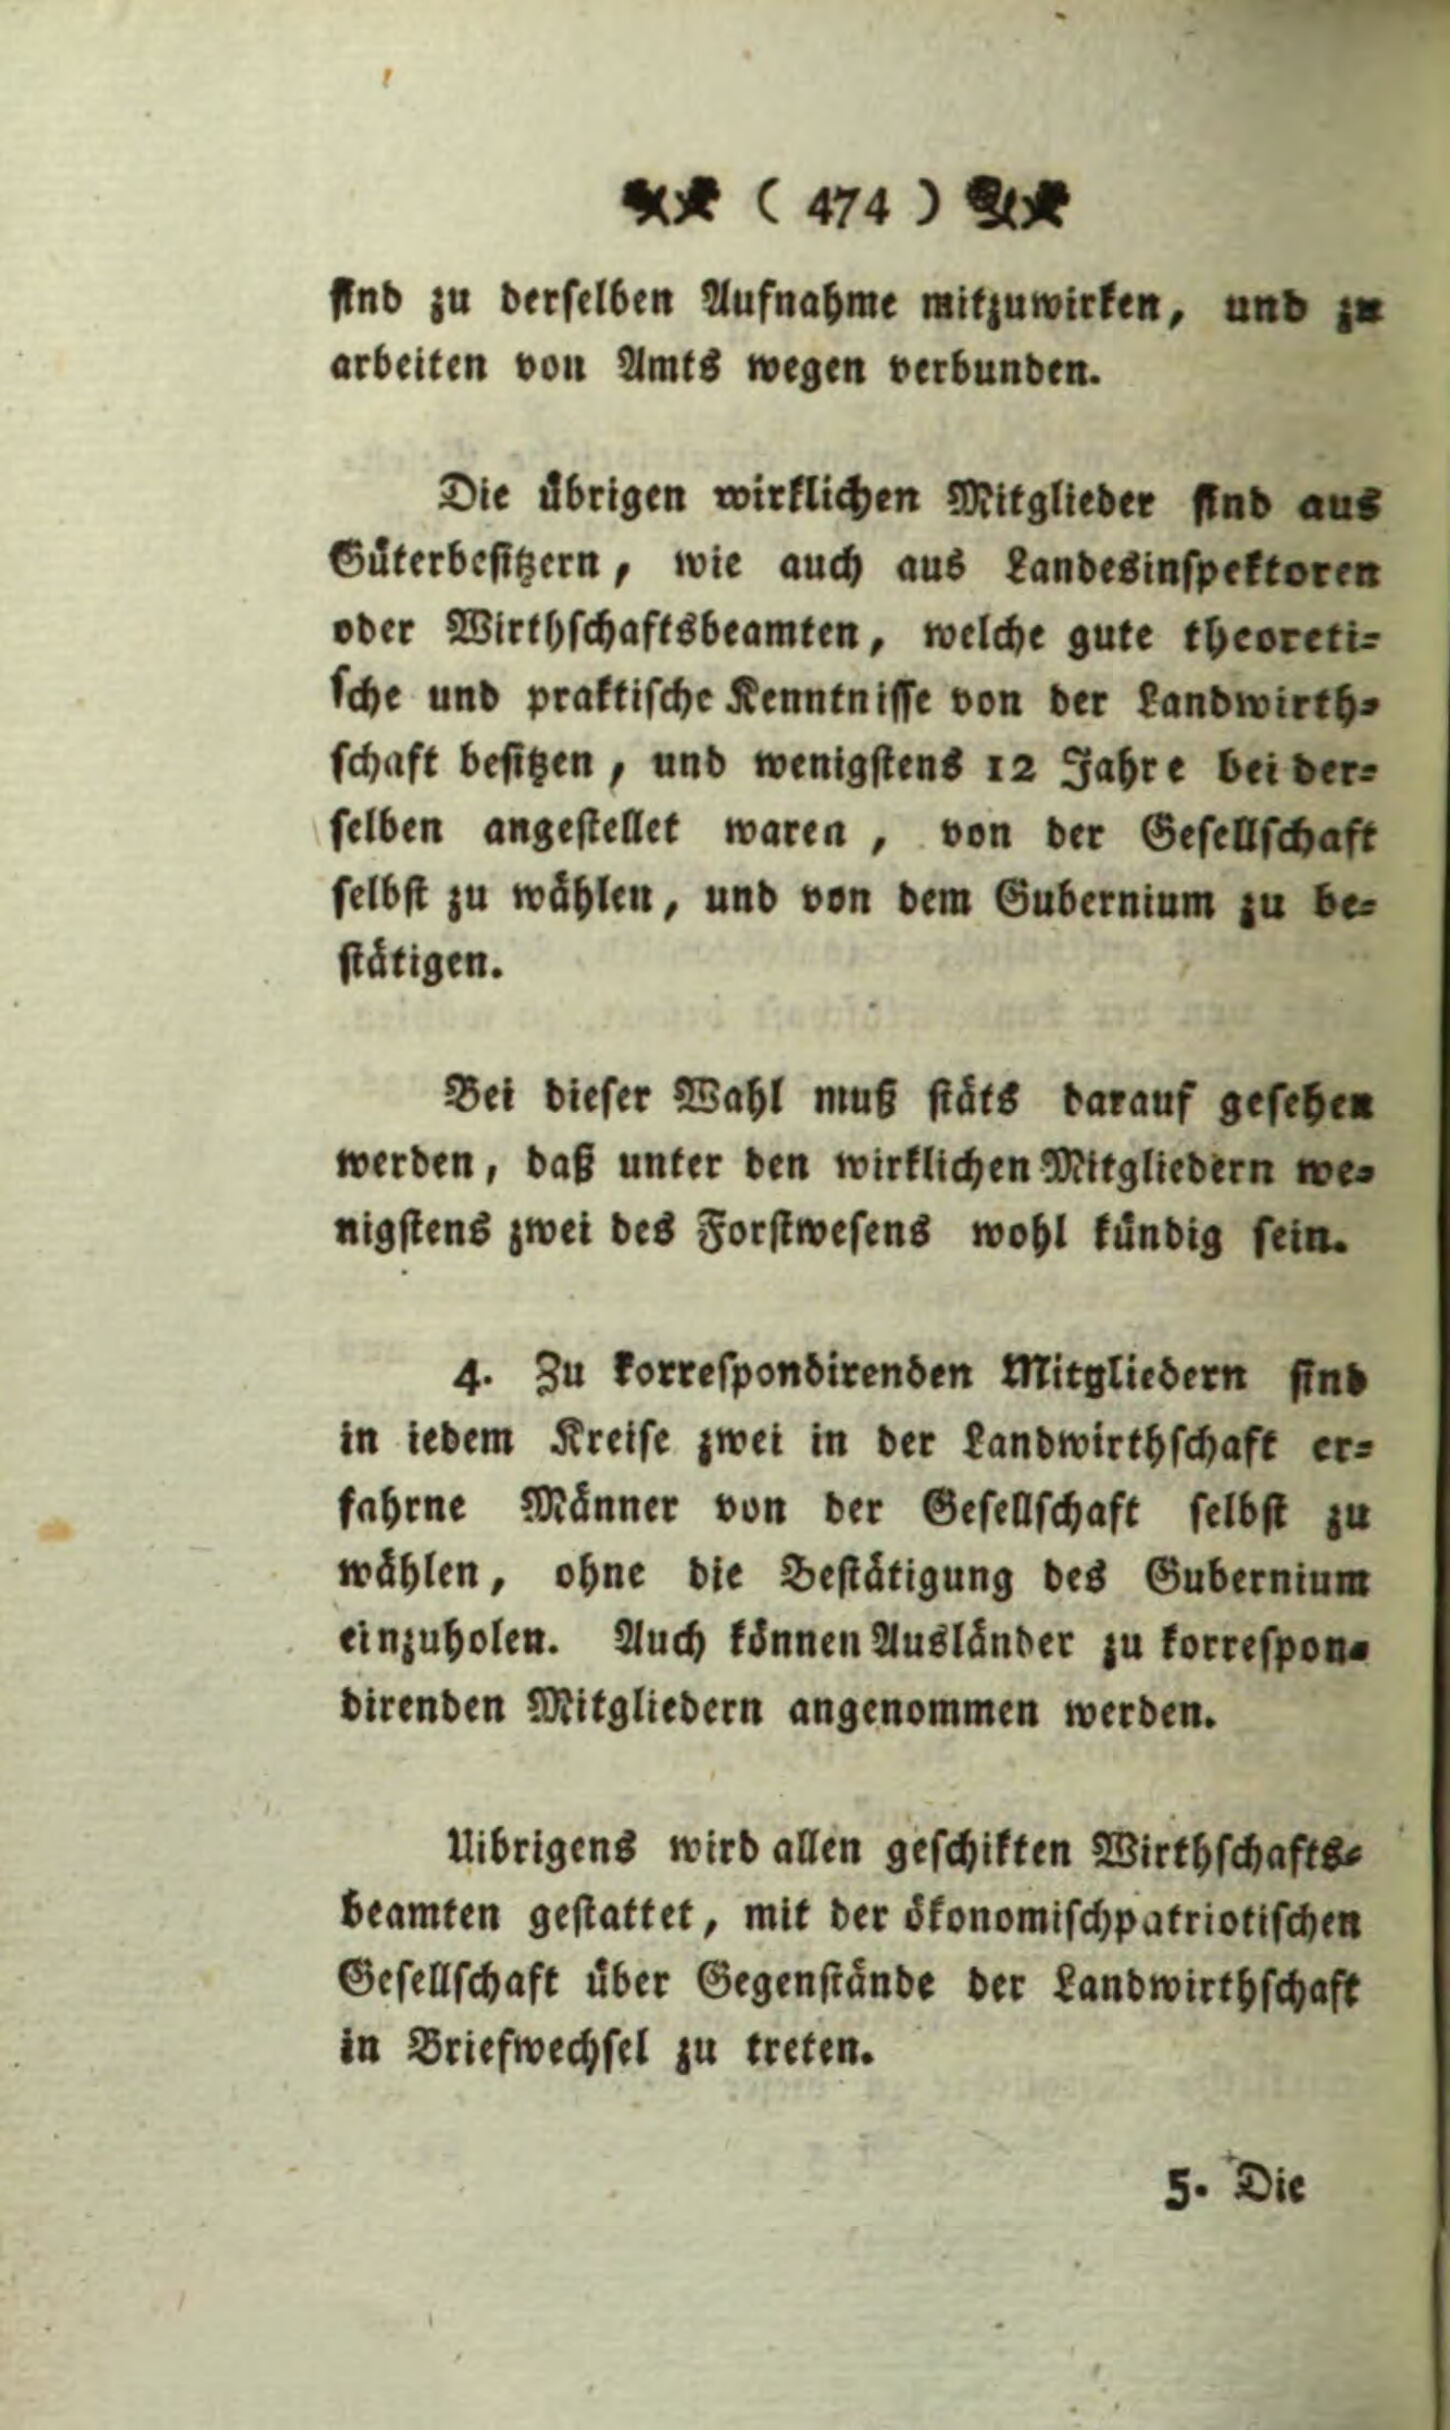 ( 474 )
sind zu derselben Aufnahme mitzuwirken, und zu
arbeiten von Amts wegen verbunden.
Die übrigen wirklichen Mitglieder sind aus
Güterbesitzern, wie auch aus Landesinspektoren
oder Wirthschaftsbeamten, welche gute theoreti-
sche und praktische Kenntnisse von der Landwirth-
schaft besitzen, und wenigstens 12 Jahre bei der-
selben angestellet waren, von der Gesellschaft
selbst zu wählen, und von dem Gubernium zu be-
stätigen.
Bei dieser Wahl muß stäts darauf gesehen
werden, daß unter den wirklichen Mitgliedern we-
nigstens zwei des Forstwesens wohl kündig sein.
4. Zu korrespondirenden Mitgliedern sind
in iedem Kreise zwei in der Landwirthschaft er-
fahrne Männer von der Gesellschaft selbst zu
wählen, ohne die Bestätigung des Gubernium
einzuholen. Auch können Ausländer zu korrespon-
direnden Mitgliedern angenommen werden.
Uibrigens wird allen geschikten Wirthschafts-
beamten gestattet, mit der ökonomischpatriotischen
Gesellschaft über Gegenstände der Landwirthschaft
in Briefwechsel zu treten.
5. Die